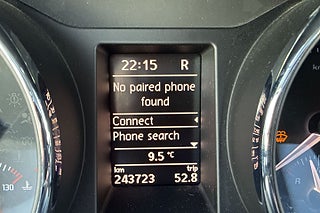 22:15 R
No paired phone
found
Connect
Phone search
9.5 °C
km trip
243723 52.8
130